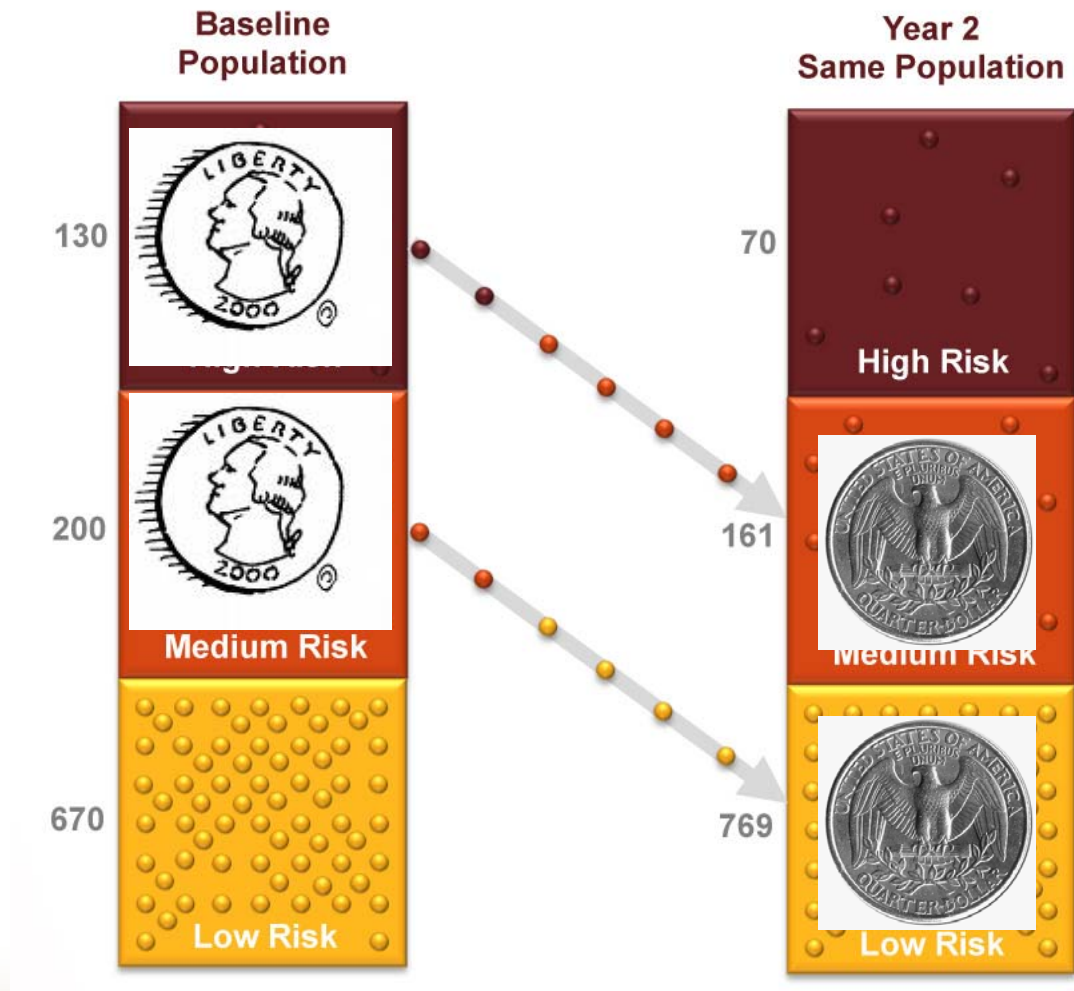 Baseline
Population
Year 2
Same Population
LIBERTY
2000
130
LIBERTY
2000
200
Medium Risk
670
Low Risk
70
High Risk
161
UNITED STATES OF AMERICA
E PLURIBUS
UNUM
QUARTER DOLLAR
Medium Risk
769
UNITED STATES OF AMERICA
E PLURIBUS
UNUM
QUARTER DOLLAR
Low Risk